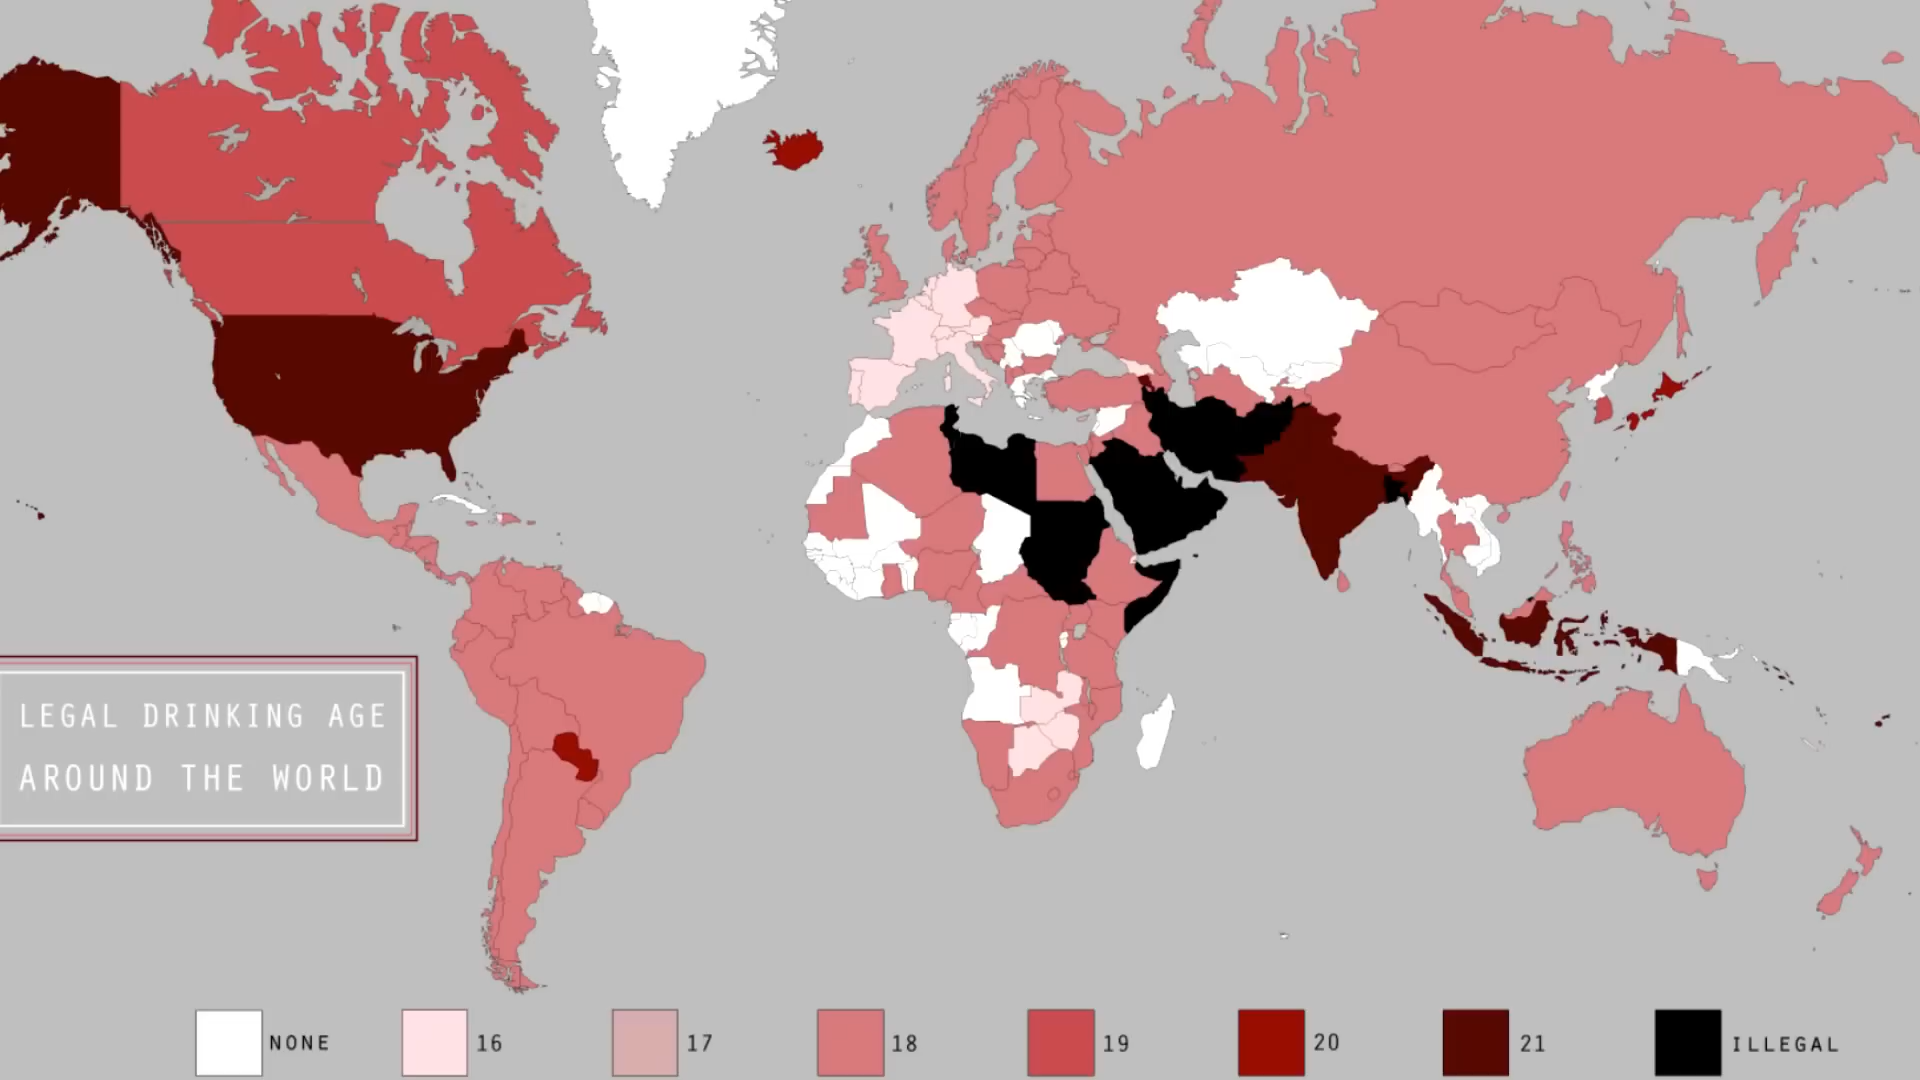 LEGAL DRINKING AGE
AROUND THE WORLD
NONE
16
17
18
19
20
21
ILLEGAL